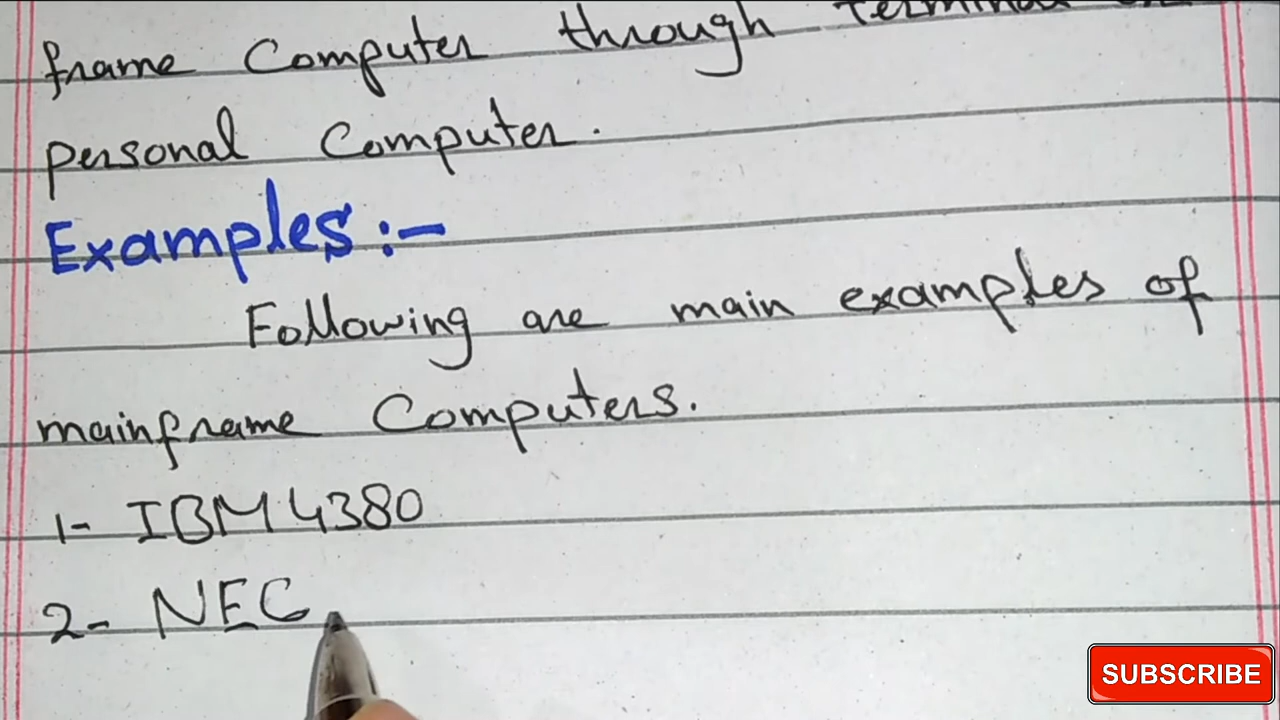 frame Computer through Terminal
personal Computer.
Examples:-
Following are main examples of
mainframe Computers.
1- IBM 4380
2- NEC
SUBSCRIBE